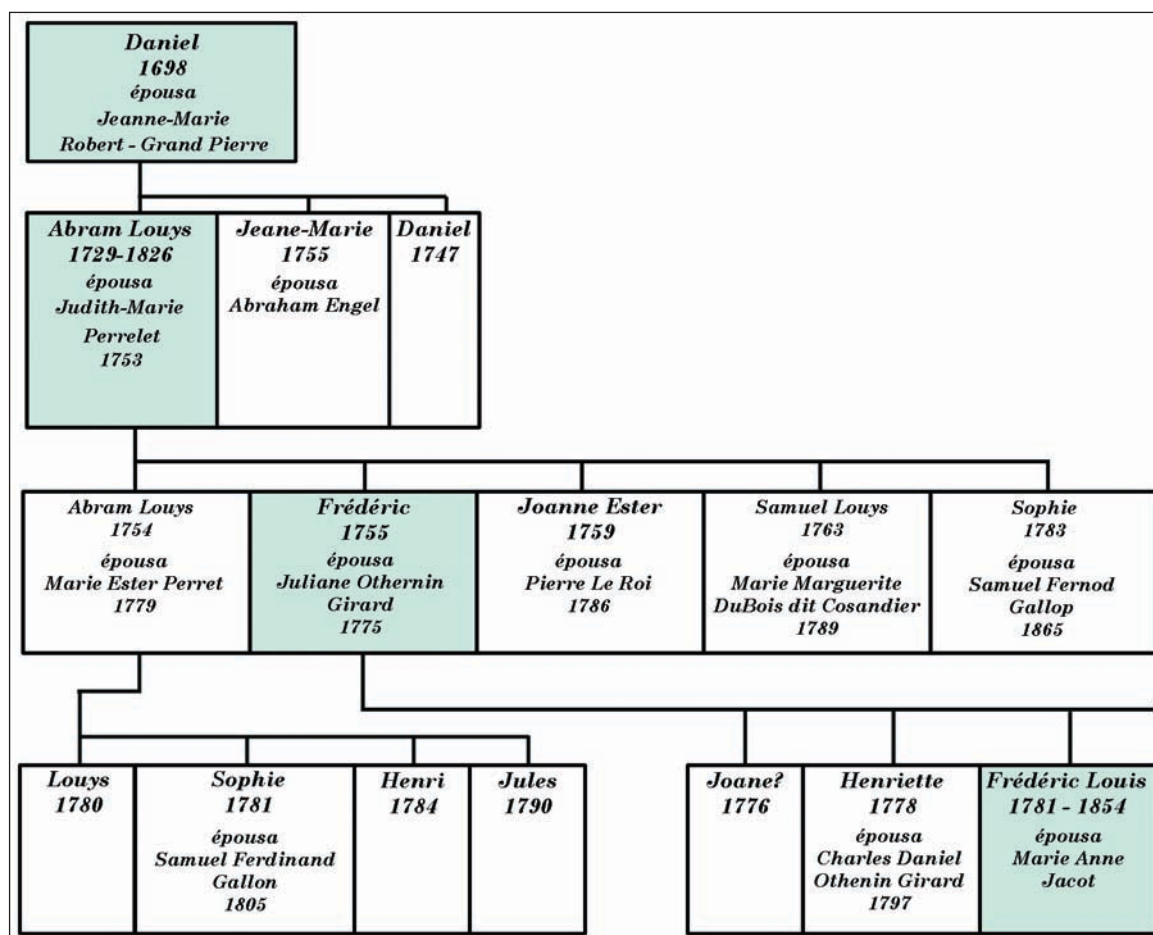 Daniel
1698
épousa
Jeanne-Marie
Robert - Grand Pierre
Abram Louys
1729-1826
épousa
Judith-Marie
Perrelet
1753
Jeane-Marie
1755
épousa
Abraham Engel
Daniel
1747
Abram Louys
1754
épousa
Marie Ester Perret
1779
Frédéric
1755
épousa
Juliane Othernin
Girard
1775
Joanne Ester
1759
épousa
Pierre Le Roi
1786
Samuel Louys
1763
épousa
Marie Marguerite
DuBois dit Cosandier
1789
Sophie
1783
épousa
Samuel Fernod
Gallop
1865
Louys
1780
Sophie
1781
épousa
Samuel Ferdinand
Gallon
1805
Henri
1784
Jules
1790
Joane?
1776
Henriette
1778
épousa
Charles Daniel
Othenin Girard
1797
Frédéric Louis
1781 - 1854
épousa
Marie Anne
Jacot